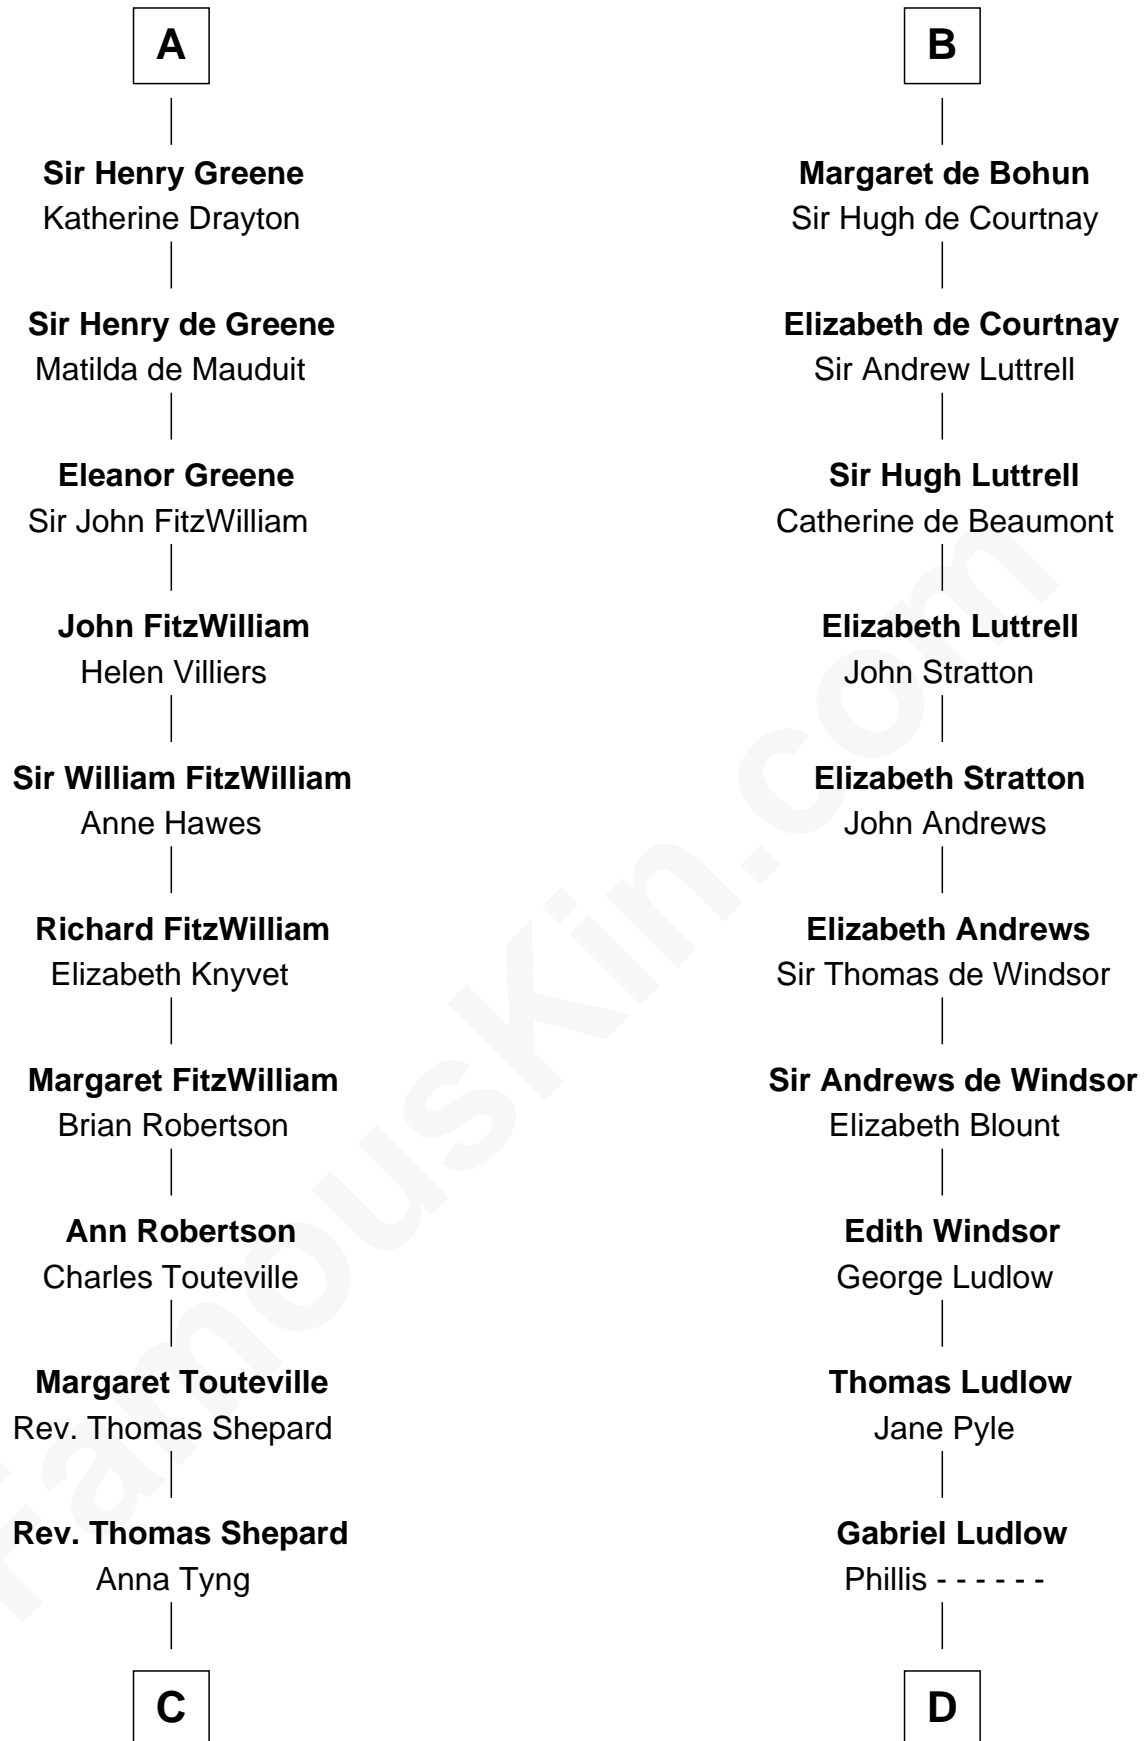 A
Sir Henry Greene
Katherine Drayton
Sir Henry de Greene
Matilda de Mauduit
Eleanor Greene
Sir John FitzWilliam
John FitzWilliam
Helen Villiers
Sir William FitzWilliam
Anne Hawes
Richard FitzWilliam
Elizabeth Knyvet
Margaret FitzWilliam
Brian Robertson
Ann Robertson
Charles Touteville
Margaret Touteville
Rev. Thomas Shepard
Rev. Thomas Shepard
Anna Tyng
C
B
Margaret de Bohun
Sir Hugh de Courtnay
Elizabeth de Courtnay
Sir Andrew Luttrell
Sir Hugh Luttrell
Catherine de Beaumont
Elizabeth Luttrell
John Stratton
Elizabeth Stratton
John Andrews
Elizabeth Andrews
Sir Thomas de Windsor
Sir Andrews de Windsor
Elizabeth Blount
Edith Windsor
George Ludlow
Thomas Ludlow
Jane Pyle
Gabriel Ludlow
Phillis - - - - - -
D
FamousKin.com